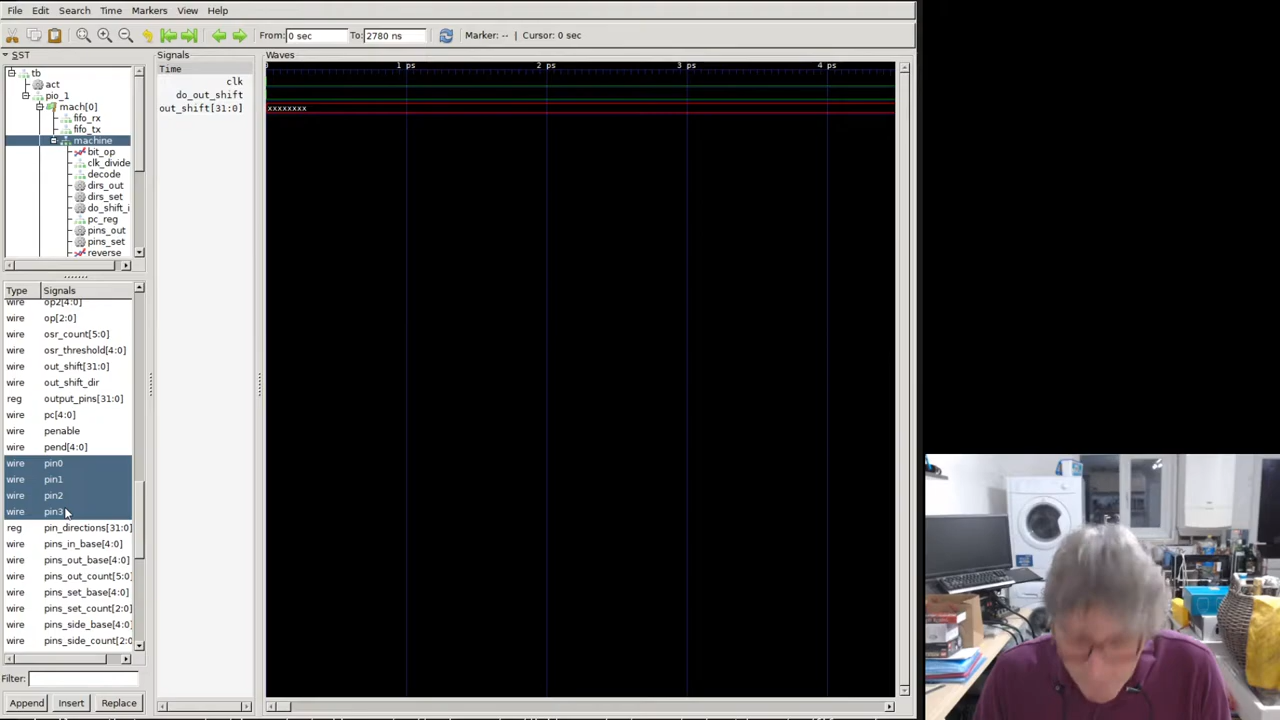 File Edit Search Time Markers View Help
From: 0 sec To: 2780 ns Marker: -- | Cursor: 0 sec
SST
tb
act
pio_1
mach[0]
fifo_rx
fifo_tx
machine
bit_op
clk_divide
decode
dirs_out
dirs_set
do_shift_i
pc_reg
pins_out
pins_set
reverse
Type Signals
wire op2[4:0]
wire op[2:0]
wire osr_count[5:0]
wire osr_threshold[4:0]
wire out_shift[31:0]
wire out_shift_dir
reg output_pins[31:0]
wire pc[4:0]
wire penable
wire pend[4:0]
wire pin0
wire pin1
wire pin2
wire pin3
reg pin_directions[31:0]
wire pins_in_base[4:0]
wire pins_out_base[4:0]
wire pins_out_count[5:0]
wire pins_set_base[4:0]
wire pins_set_count[2:0]
wire pins_side_base[4:0]
wire pins_side_count[2:0
Filter:
Append Insert Replace
Signals
Time
clk
do_out_shift
out_shift[31:0]
Waves
0 1 ps 2 ps 3 ps 4 ps
xxxxxxxx